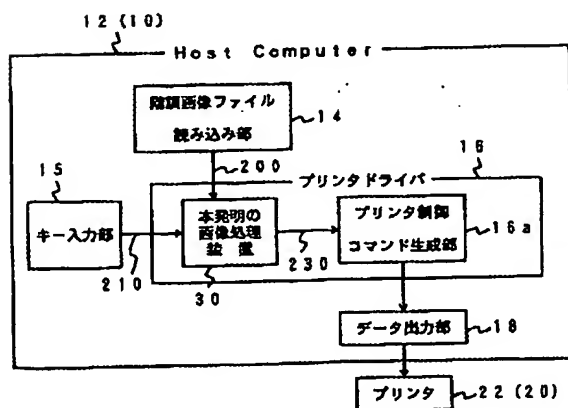 12(10)
Host Computer
階調画像ファイル
読み込み部
14
15
200
16
プリンタドライバ
キー入力部
本発明の
画像処理
装置
プリンタ制御
コマンド生成部
16a
210
30
230
データ出力部
18
プリンタ
22(20)